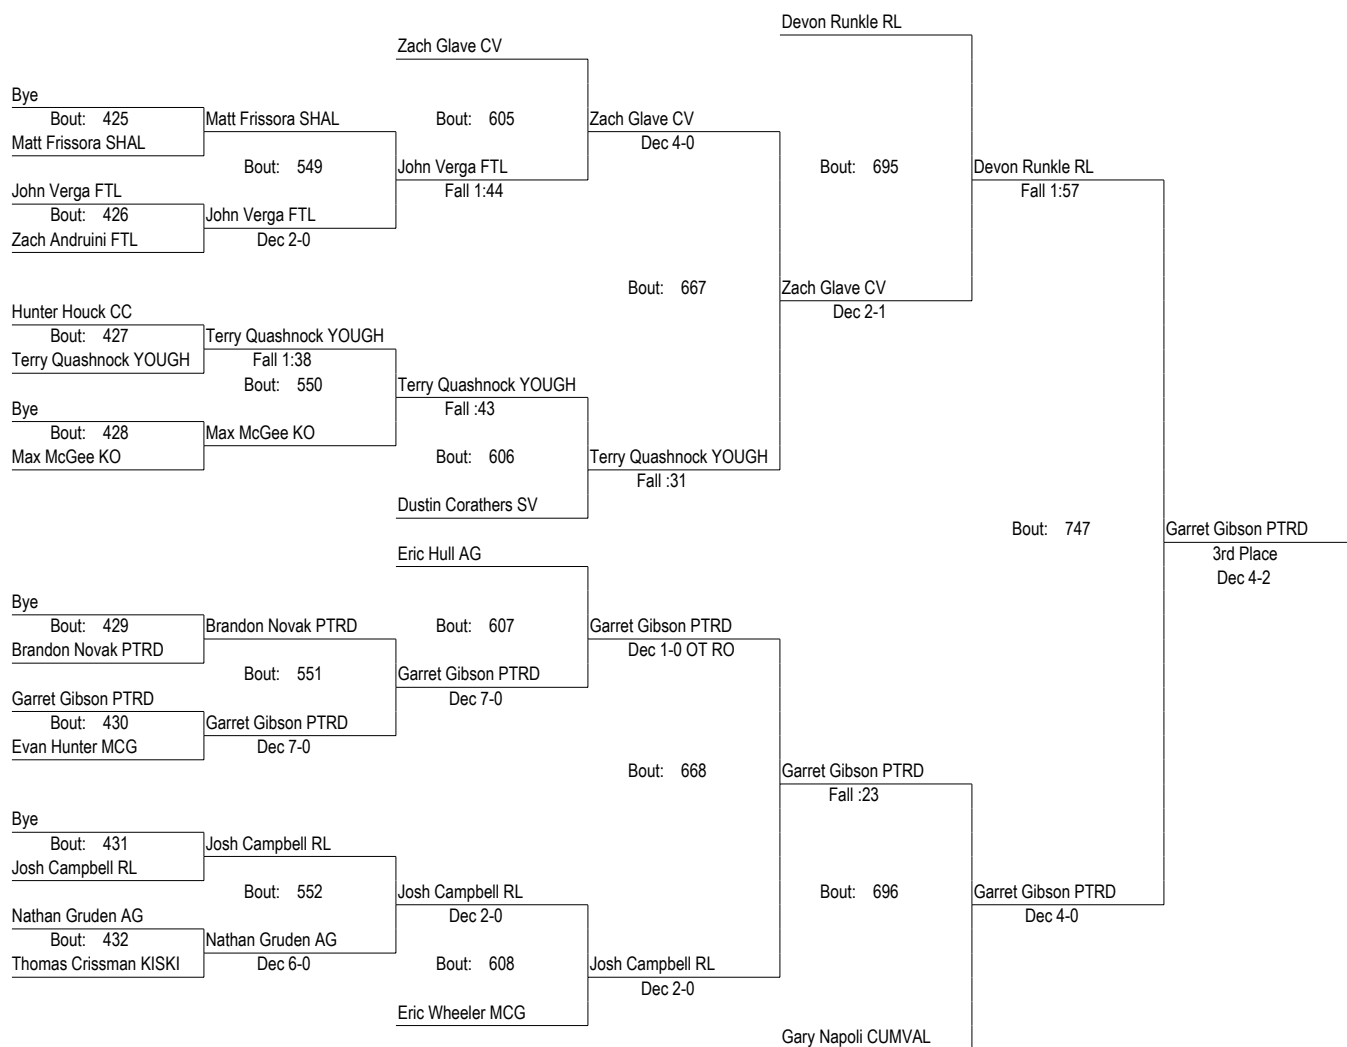 Devon Runkle RL
Zach Glave CV
Bye
Bout: 425
Matt Frissora SHAL
Matt Frissora SHAL
Bout: 605
Zach Glave CV
Dec 4-0
Bout: 549
John Verga FTL
Fall 1:44
Bout: 695
Devon Runkle RL
Fall 1:57
John Verga FTL
Bout: 426
Zach Andruini FTL
John Verga FTL
Dec 2-0
Bout: 667
Zach Glave CV
Dec 2-1
Hunter Houck CC
Bout: 427
Terry Quashnock YOUGH
Terry Quashnock YOUGH
Fall 1:38
Bout: 550
Terry Quashnock YOUGH
Fall :43
Bye
Bout: 428
Max McGee KO
Max McGee KO
Bout: 606
Terry Quashnock YOUGH
Fall :31
Dustin Corathers SV
Bout: 747
Garret Gibson PTRD
3rd Place
Dec 4-2
Eric Hull AG
Bye
Bout: 429
Brandon Novak PTRD
Brandon Novak PTRD
Bout: 607
Garret Gibson PTRD
Dec 1-0 OT RO
Bout: 551
Garret Gibson PTRD
Dec 7-0
Garret Gibson PTRD
Bout: 430
Evan Hunter MCG
Garret Gibson PTRD
Dec 7-0
Bout: 668
Garret Gibson PTRD
Fall :23
Bye
Bout: 431
Josh Campbell RL
Josh Campbell RL
Bout: 552
Josh Campbell RL
Dec 2-0
Bout: 696
Garret Gibson PTRD
Dec 4-0
Nathan Gruden AG
Bout: 432
Thomas Crissman KISKI
Nathan Gruden AG
Dec 6-0
Bout: 608
Josh Campbell RL
Dec 2-0
Eric Wheeler MCG
Gary Napoli CUMVAL